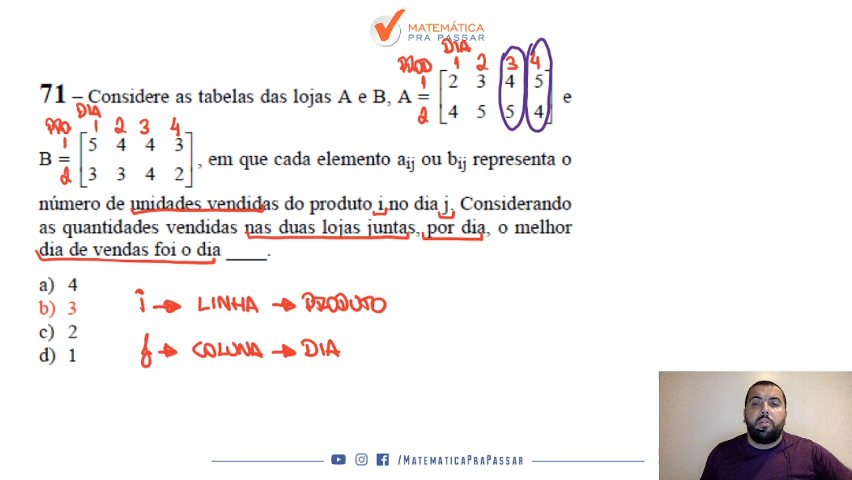 MATEMÁTICA
PRA PASSAR
DIA
PROD 1 2 3 4
71 – Considere as tabelas das lojas A e B, A = 1 [2 3 4 5] e
2 [4 5 5 4]
DIA
PRO 1 2 3 4
B = 1 [5 4 4 3] , em que cada elemento aij ou bij representa o
2 [3 3 4 2]
número de unidades vendidas do produto i no dia j. Considerando
as quantidades vendidas nas duas lojas juntas, por dia, o melhor
dia de vendas foi o dia ____.
a) 4
b) 3
c) 2
d) 1
i → LINHA → PRODUTO
j → COLUNA → DIA
/MATEMATICAPRAPASSAR